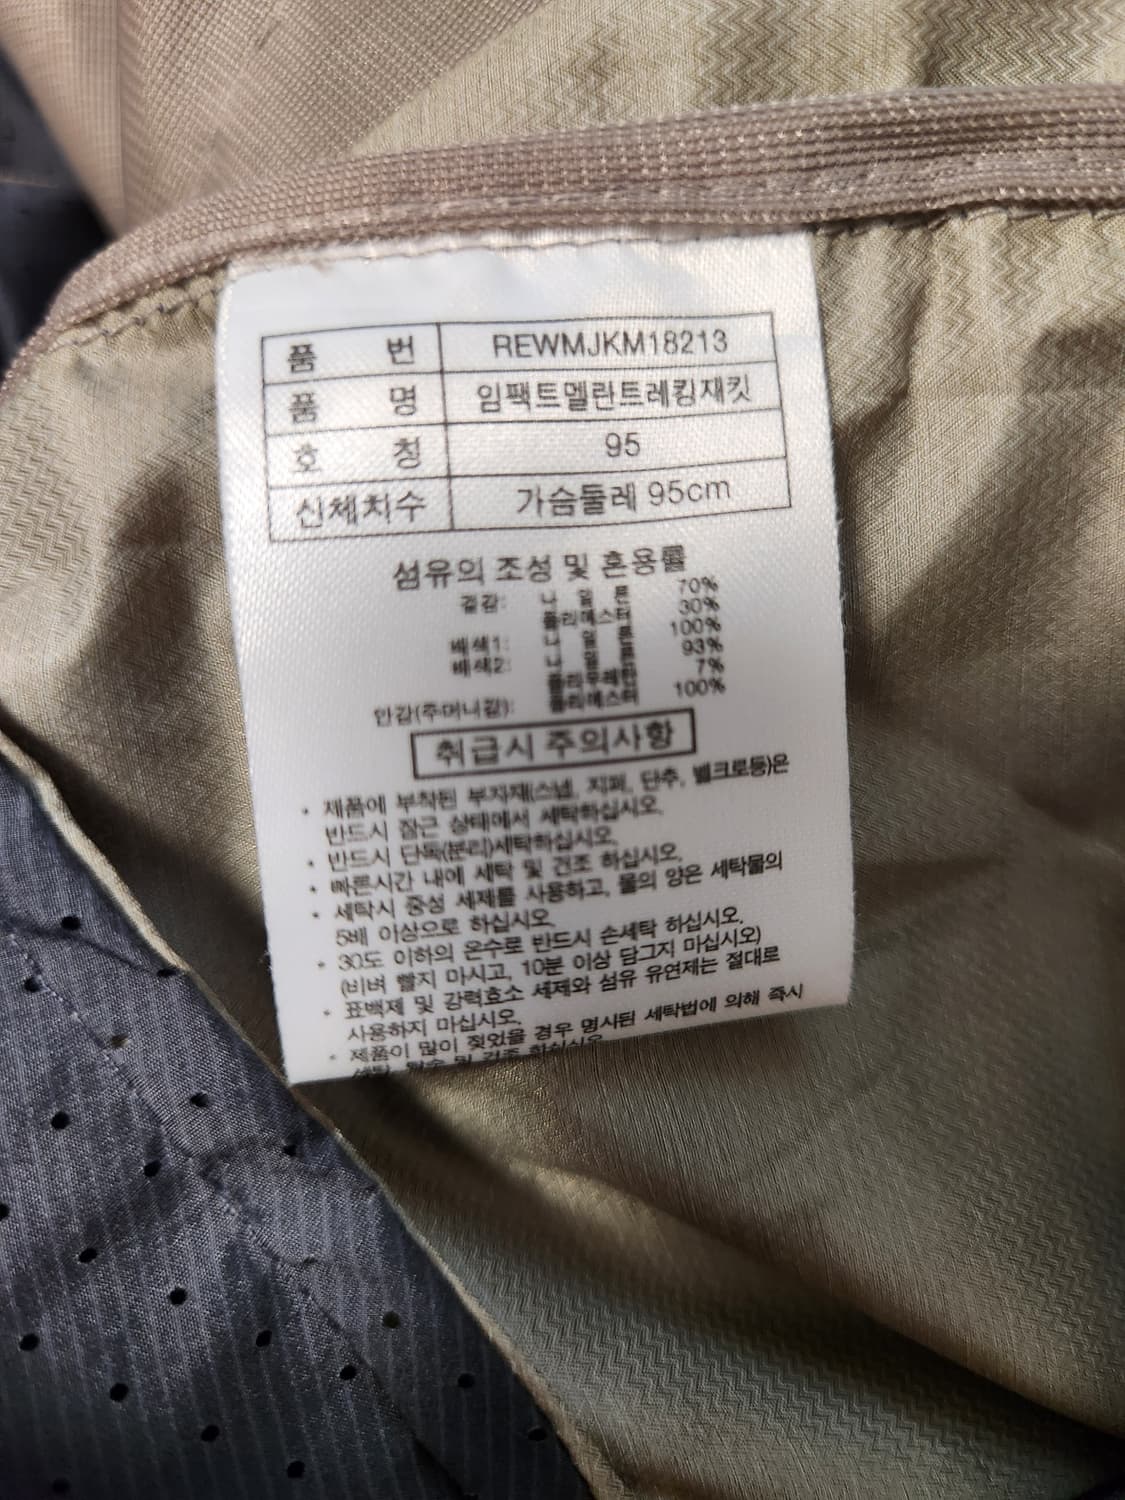 품 번 REWMJKM18213
품 명 임팩트멜란트레킹재킷
호 칭 95
신체치수 가슴둘레 95cm
섬유의 조성 및 혼용률
겉감: 나 일 론 70%
폴리에스터 30%
배색1: 나 일 론 100%
배색2: 나 일 론 93%
폴리우레탄 7%
안감(주머니감): 폴리에스터 100%
취급시 주의사항
• 제품에 부착된 부자재(스냅, 지퍼, 단추, 벨크로등)은
반드시 잠근 상태에서 세탁하십시오.
• 반드시 단독(분리)세탁하십시오.
• 빠른시간 내에 세탁 및 건조 하십시오.
• 세탁시 중성 세제를 사용하고, 물의 양은 세탁물의
5배 이상으로 하십시오.
• 30도 이하의 온수로 반드시 손세탁 하십시오.
(비벼 빨지 마시고, 10분 이상 담그지 마십시오)
• 표백제 및 강력효소 세제와 섬유 유연제는 절대로
사용하지 마십시오.
• 제품이 많이 젖었을 경우 명시된 세탁법에 의해 즉시
세탁, 탈수 및 건조 하십시오.